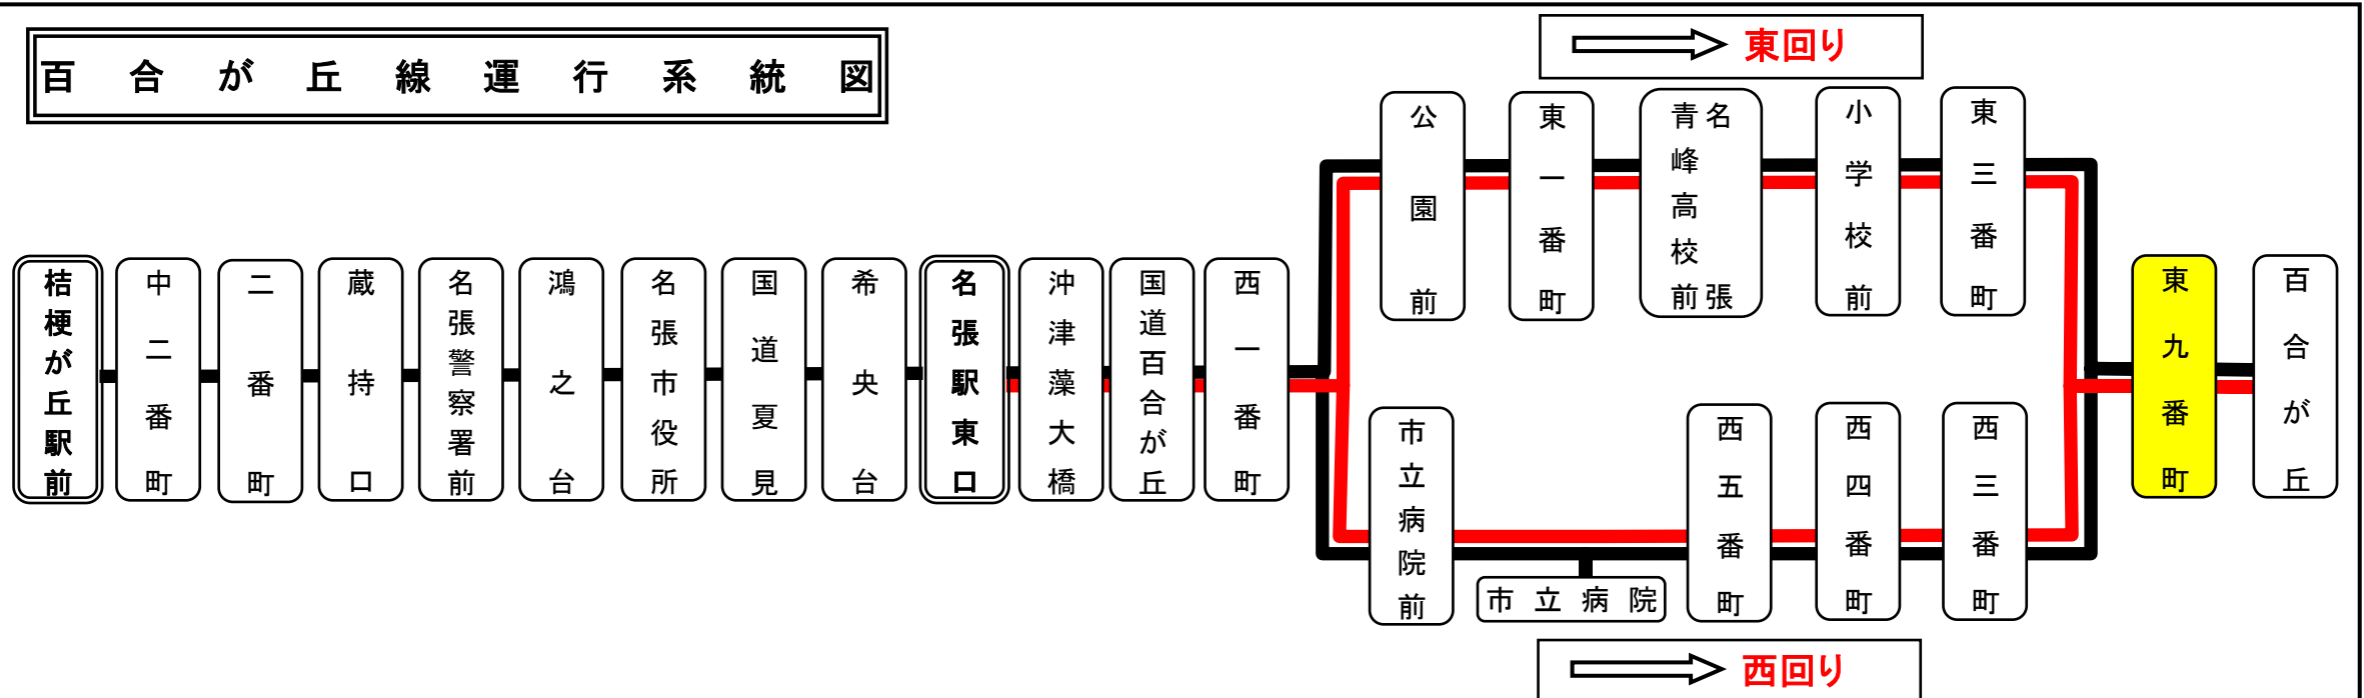 百合が丘線運行系統図
東回り
公園前
東一番町
名張
青峰高校前
小学校前
東三番町
桔梗が丘駅前
中二番町
二番町
蔵持口
名張警察署前
鴻之台
名張市役所
国道夏見
希央台
名張駅東口
沖津藻大橋
国道百合が丘
西一番町
市立病院前
市立病院
西五番町
西四番町
西三番町
東九番町
百合が丘
西回り